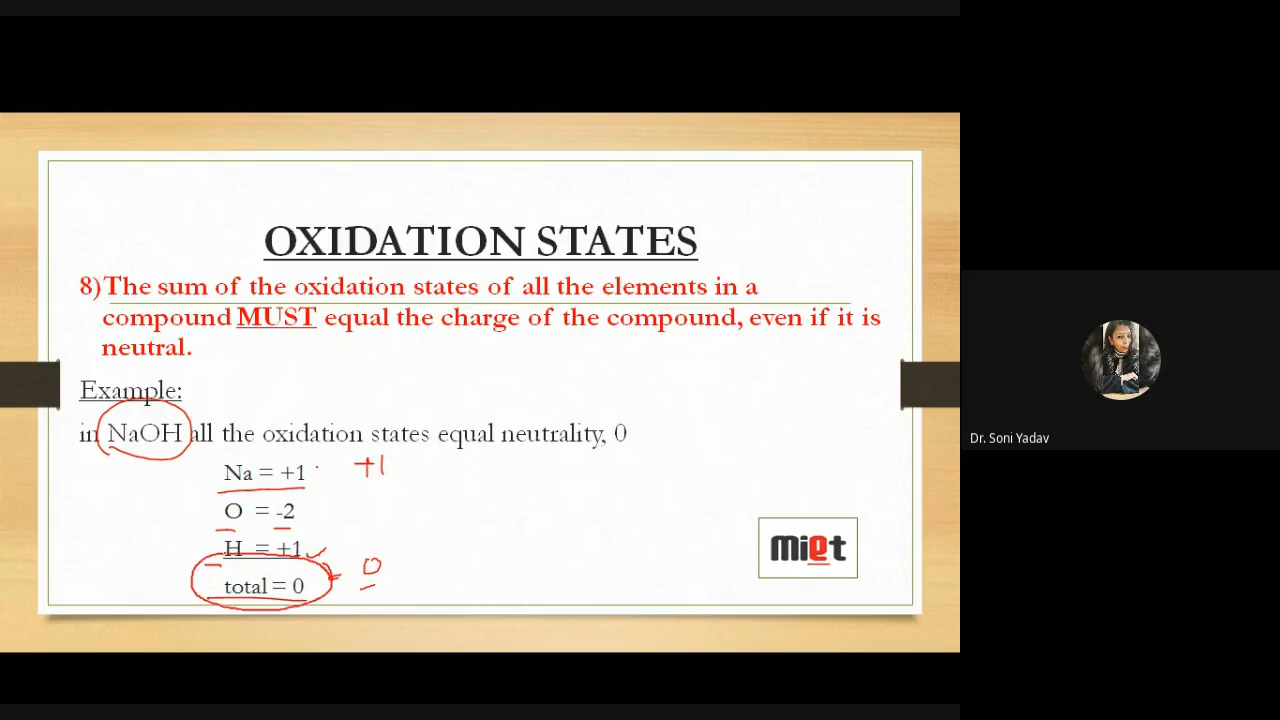 OXIDATION STATES
8)The sum of the oxidation states of all the elements in a
compound MUST equal the charge of the compound, even if it is
neutral.
Example:
in NaOH all the oxidation states equal neutrality, 0
Na = +1 +1
O = -2
H = +1
total = 0 0
miet
Dr. Soni Yadav